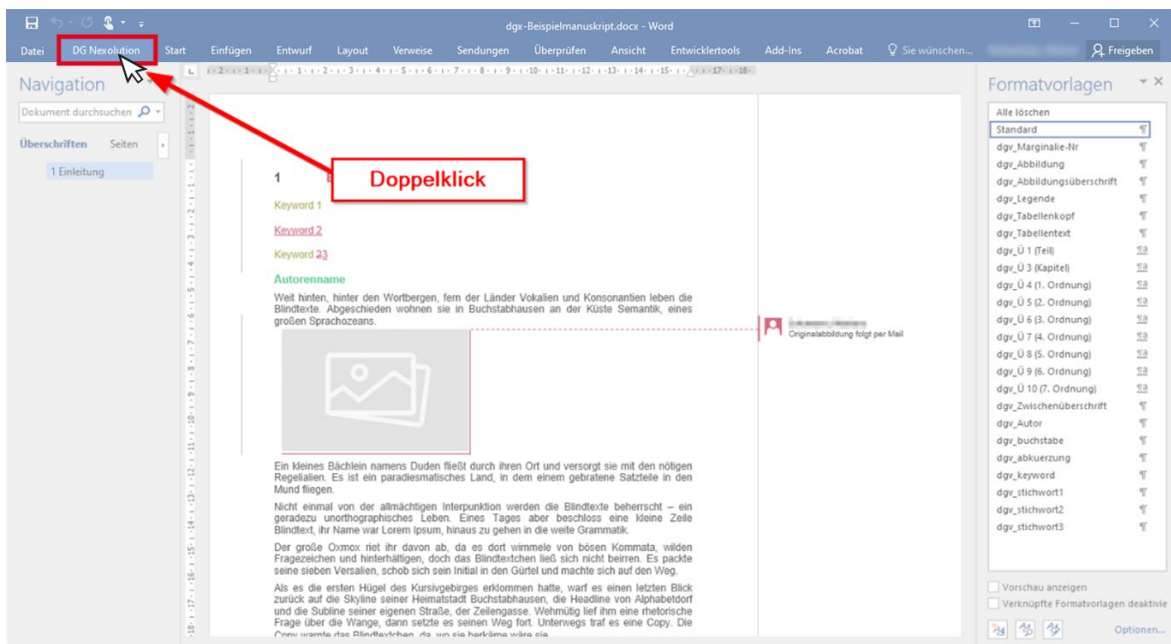 dgx-Beispielmanuskript.docx - Word
Datei DG Nexolution Start Einfügen Entwurf Layout Verweise Sendungen Überprüfen Ansicht Entwicklertools Add-Ins Acrobat Sie wünschen... Freigeben
Navigation
Dokument durchsuchen
Überschriften Seiten
1 Einleitung
Doppelklick
1
Keyword 1
Keyword 2
Keyword 23
Autorenname
Weit hinten, hinter den Wortbergen, fern der Länder Vokalien und Konsonantien leben die
Blindtexte. Abgeschieden wohnen sie in Buchstabhausen an der Küste Semantik, eines
großen Sprachozeans.
Originalabbildung folgt per Mail
Ein kleines Bächlein namens Duden fließt durch ihren Ort und versorgt sie mit den nötigen
Regelialien. Es ist ein paradiesmatisches Land, in dem einem gebratene Satzteile in den
Mund fliegen.
Nicht einmal von der allmächtigen Interpunktion werden die Blindtexte beherrscht – ein
geradezu unorthographisches Leben. Eines Tages aber beschloss eine kleine Zeile
Blindtext, ihr Name war Lorem Ipsum, hinaus zu gehen in die weite Grammatik.
Der große Oxmox riet ihr davon ab, da es dort wimmele von bösen Kommata, wilden
Fragezeichen und hinterhältigen, doch das Blindtextchen ließ sich nicht beirren. Es packte
seine sieben Versalien, schob sich sein Initial in den Gürtel und machte sich auf den Weg.
Als es die ersten Hügel des Kursivgebirges erklommen hatte, warf es einen letzten Blick
zurück auf die Skyline seiner Heimatstadt Buchstabhausen, die Headline von Alphabetdorf
und die Subline seiner eigenen Straße, der Zeilengasse. Wehmütig lief ihm eine rhetorische
Frage über die Wange, dann setzte es seinen Weg fort. Unterwegs traf es eine Copy. Die
Copy warnte das Blindtextchen, da, wo sie herkäme wäre sie
Formatvorlagen
Alle löschen
Standard
dgv_Marginalie-Nr
dgv_Abbildung
dgv_Abbildungsüberschrift
dgv_Legende
dgv_Tabellenkopf
dgv_Tabellentext
dgv_Ü 1 (Teil)
dgv_Ü 3 (Kapitel)
dgv_Ü 4 (1. Ordnung)
dgv_Ü 5 (2. Ordnung)
dgv_Ü 6 (3. Ordnung)
dgv_Ü 7 (4. Ordnung)
dgv_Ü 8 (5. Ordnung)
dgv_Ü 9 (6. Ordnung)
dgv_Ü 10 (7. Ordnung)
dgv_Zwischenüberschrift
dgv_Autor
dgv_buchstabe
dgv_abkuerzung
dgv_keyword
dgv_stichwort1
dgv_stichwort2
dgv_stichwort3
Vorschau anzeigen
Verknüpfte Formatvorlagen deaktivie
Optionen...